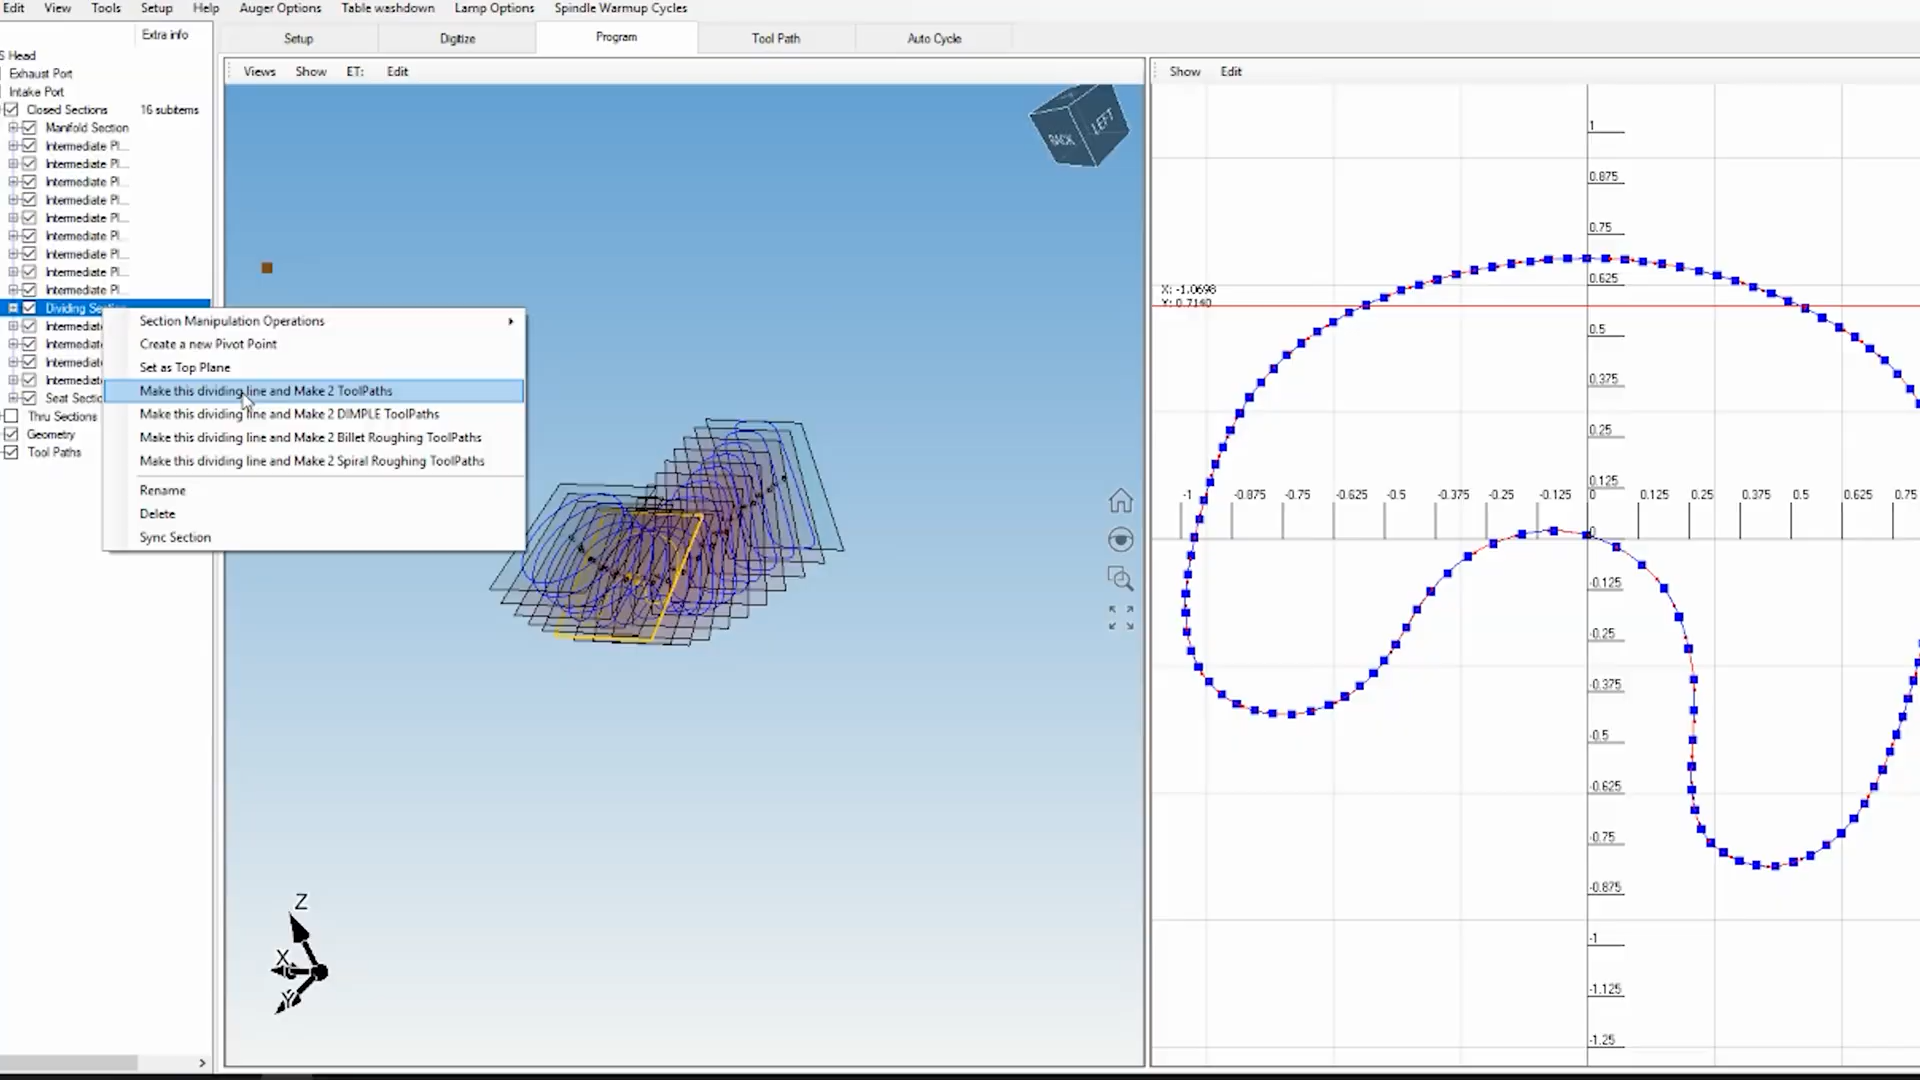 Edit View Tools Setup Help Auger Options Table washdown Lamp Options Spindle Warmup Cycles
Extra info
Setup Digitize Program Tool Path Auto Cycle
Views Show ET: Edit
Show Edit
S Head
Exhaust Port
Intake Port
Closed Sections 16 subitems
Manifold Section
Intermediate Pl...
Intermediate Pl...
Intermediate Pl...
Intermediate Pl...
Intermediate Pl...
Intermediate Pl...
Intermediate Pl...
Intermediate Pl...
Intermediate Pl...
Dividing Section
Intermediate
Intermediate
Intermediate
Intermediate
Seat Sectio
Thru Sections
Geometry
Tool Paths
Section Manipulation Operations
Create a new Pivot Point
Set as Top Plane
Make this dividing line and Make 2 ToolPaths
Make this dividing line and Make 2 DIMPLE ToolPaths
Make this dividing line and Make 2 Billet Roughing ToolPaths
Make this dividing line and Make 2 Spiral Roughing ToolPaths
Rename
Delete
Sync Section
BACK LEFT
Z
X
Y
X: -1.0698
Y: 0.7140
1
0.875
0.75
0.625
0.5
0.375
0.25
0.125
-1 -0.875 -0.75 -0.625 -0.5 -0.375 -0.25 -0.125 0 0.125 0.25 0.375 0.5 0.625 0.75
0
-0.125
-0.25
-0.375
-0.5
-0.625
-0.75
-0.875
-1
-1.125
-1.25